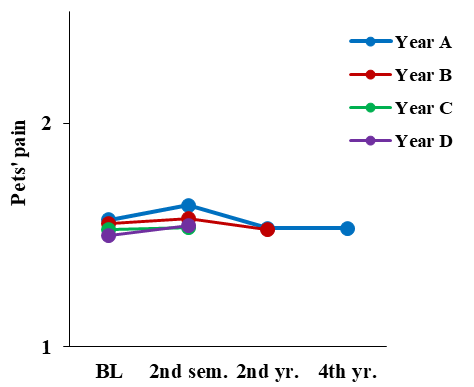 Year A
Year B
Year C
Year D
Pets' pain
2
1
BL 2nd sem. 2nd yr. 4th yr.